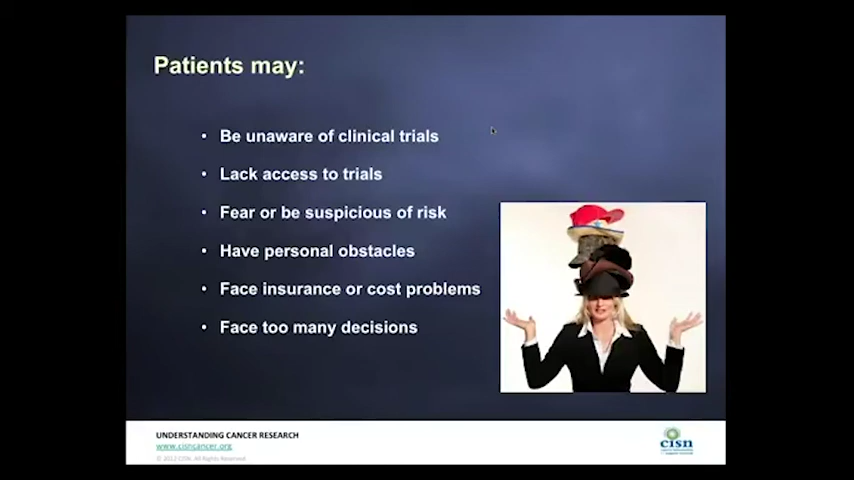 Patients may:
• Be unaware of clinical trials
• Lack access to trials
• Fear or be suspicious of risk
• Have personal obstacles
• Face insurance or cost problems
• Face too many decisions
UNDERSTANDING CANCER RESEARCH
www.cisncancer.org
© 2012 CISN. All Rights Reserved.
cisn